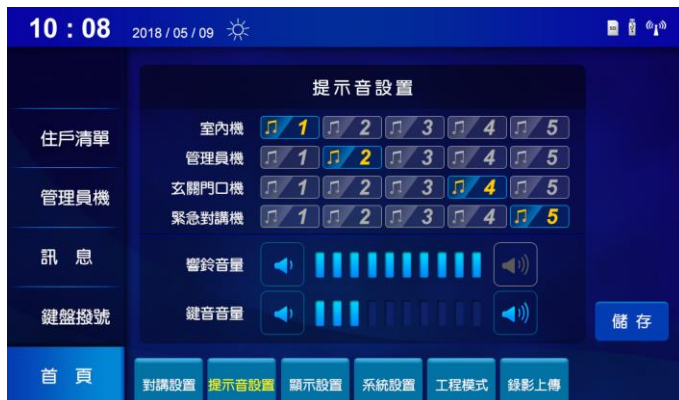 10 : 08 2018 / 05 / 09
提示音設置
住戶清單
管理員機
訊 息
鍵盤撥號
首 頁
室內機 1 2 3 4 5
管理員機 1 2 3 4 5
玄關門口機 1 2 3 4 5
緊急對講機 1 2 3 4 5
響鈴音量
鍵音音量
儲 存
對講設置 提示音設置 顯示設置 系統設置 工程模式 錄影上傳